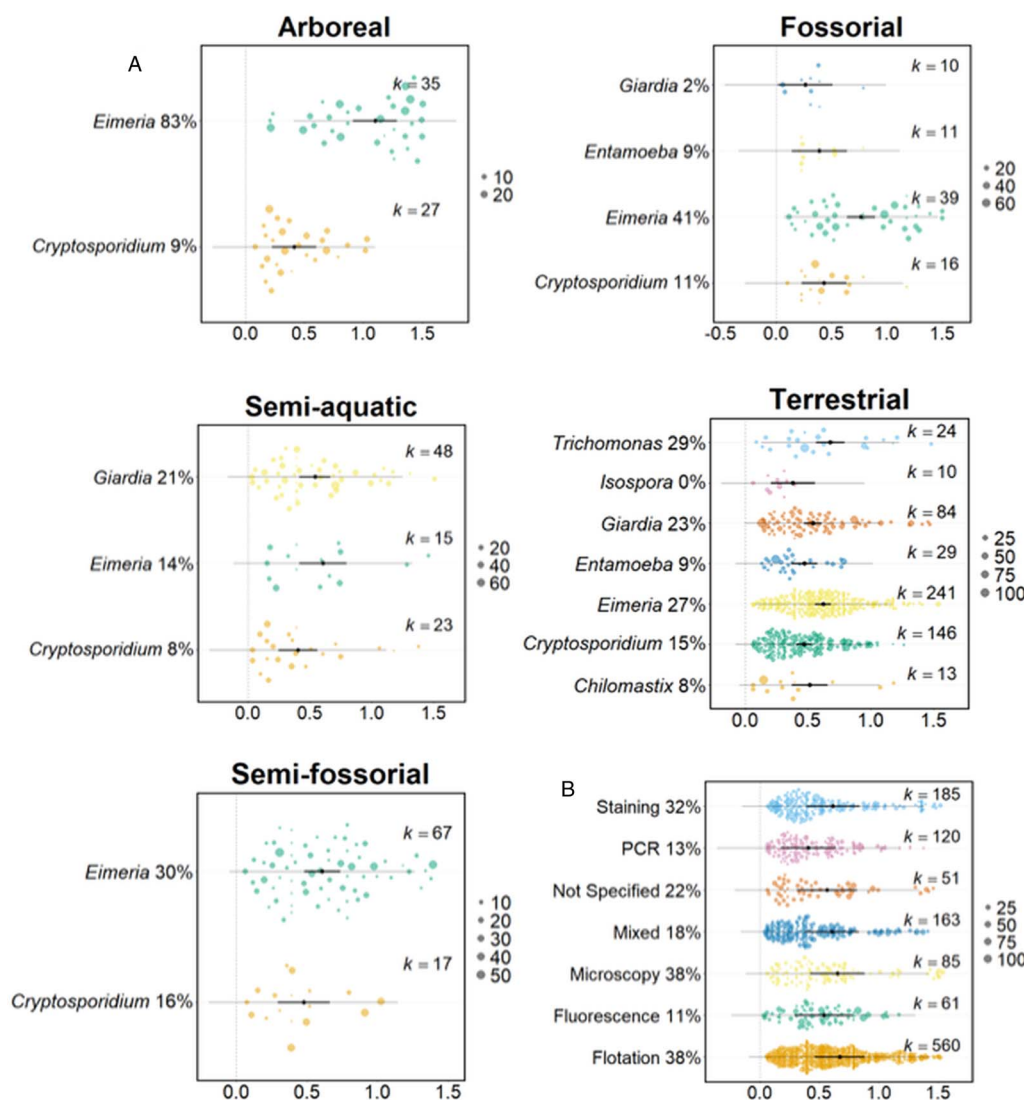 A
Arboreal
Eimeria 83%
k = 35
Cryptosporidium 9%
k = 27
10
20
0.0 0.5 1.0 1.5
Fossorial
Giardia 2%
k = 10
Entamoeba 9%
k = 11
Eimeria 41%
k = 39
Cryptosporidium 11%
k = 16
20
40
60
-0.5 0.0 0.5 1.0 1.5
Semi-aquatic
Giardia 21%
k = 48
Eimeria 14%
k = 15
Cryptosporidium 8%
k = 23
20
40
60
0.0 0.5 1.0 1.5
Terrestrial
Trichomonas 29%
k = 24
Isospora 0%
k = 10
Giardia 23%
k = 84
Entamoeba 9%
k = 29
Eimeria 27%
k = 241
Cryptosporidium 15%
k = 146
Chilomastix 8%
k = 13
25
50
75
100
0.0 0.5 1.0 1.5
Semi-fossorial
Eimeria 30%
k = 67
Cryptosporidium 16%
k = 17
10
20
30
40
50
0.0 0.5 1.0 1.5
B
Staining 32%
k = 185
PCR 13%
k = 120
Not Specified 22%
k = 51
Mixed 18%
k = 163
Microscopy 38%
k = 85
Fluorescence 11%
k = 61
Flotation 38%
k = 560
25
50
75
100
0.0 0.5 1.0 1.5